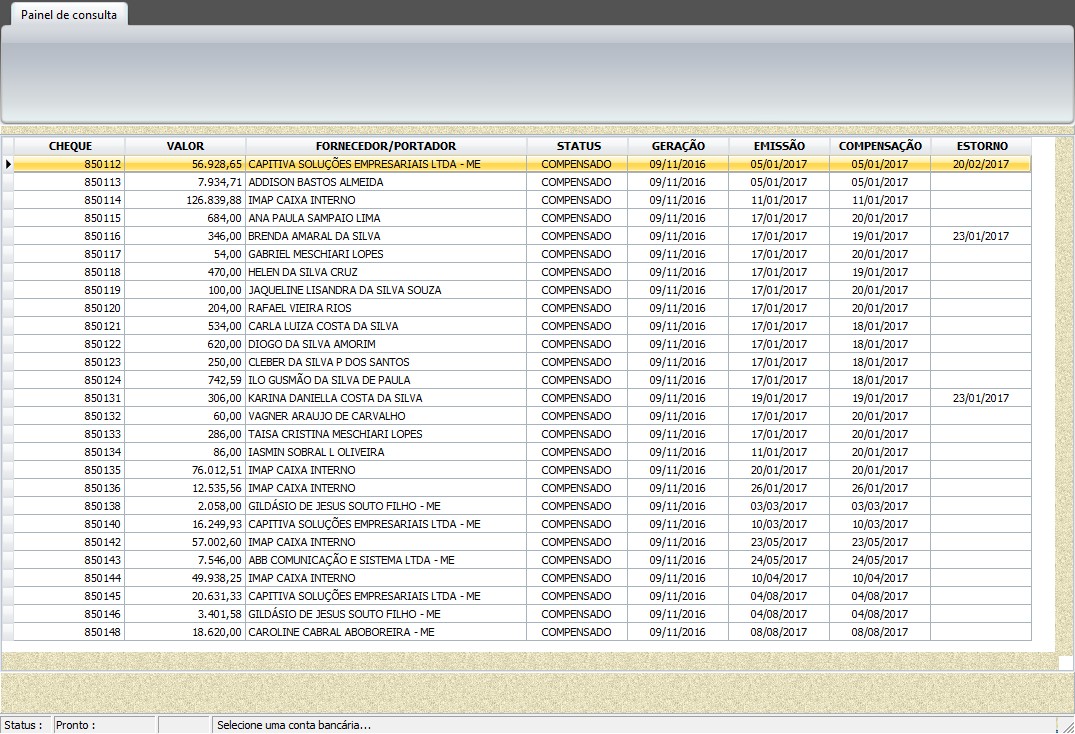 Painel de consulta
CHEQUE VALOR FORNECEDOR/PORTADOR STATUS GERAÇÃO EMISSÃO COMPENSAÇÃO ESTORNO
850112 56.928,65 CAPITIVA SOLUÇÕES EMPRESARIAIS LTDA - ME COMPENSADO 09/11/2016 05/01/2017 05/01/2017 20/02/2017
850113 7.934,71 ADDISON BASTOS ALMEIDA COMPENSADO 09/11/2016 05/01/2017 05/01/2017
850114 126.839,88 IMAP CAIXA INTERNO COMPENSADO 09/11/2016 11/01/2017 11/01/2017
850115 684,00 ANA PAULA SAMPAIO LIMA COMPENSADO 09/11/2016 17/01/2017 20/01/2017
850116 346,00 BRENDA AMARAL DA SILVA COMPENSADO 09/11/2016 17/01/2017 19/01/2017 23/01/2017
850117 54,00 GABRIEL MESCHIARI LOPES COMPENSADO 09/11/2016 17/01/2017 20/01/2017
850118 470,00 HELEN DA SILVA CRUZ COMPENSADO 09/11/2016 17/01/2017 19/01/2017
850119 100,00 JAQUELINE LISANDRA DA SILVA SOUZA COMPENSADO 09/11/2016 17/01/2017 20/01/2017
850120 204,00 RAFAEL VIEIRA RIOS COMPENSADO 09/11/2016 17/01/2017 20/01/2017
850121 534,00 CARLA LUIZA COSTA DA SILVA COMPENSADO 09/11/2016 17/01/2017 18/01/2017
850122 620,00 DIOGO DA SILVA AMORIM COMPENSADO 09/11/2016 17/01/2017 18/01/2017
850123 250,00 CLEBER DA SILVA P DOS SANTOS COMPENSADO 09/11/2016 17/01/2017 18/01/2017
850124 742,59 ILO GUSMÃO DA SILVA DE PAULA COMPENSADO 09/11/2016 17/01/2017 18/01/2017
850131 306,00 KARINA DANIELLA COSTA DA SILVA COMPENSADO 09/11/2016 19/01/2017 19/01/2017 23/01/2017
850132 60,00 VAGNER ARAUJO DE CARVALHO COMPENSADO 09/11/2016 17/01/2017 20/01/2017
850133 286,00 TAISA CRISTINA MESCHIARI LOPES COMPENSADO 09/11/2016 17/01/2017 20/01/2017
850134 86,00 IASMIN SOBRAL L OLIVEIRA COMPENSADO 09/11/2016 11/01/2017 20/01/2017
850135 76.012,51 IMAP CAIXA INTERNO COMPENSADO 09/11/2016 20/01/2017 20/01/2017
850136 12.535,56 IMAP CAIXA INTERNO COMPENSADO 09/11/2016 26/01/2017 26/01/2017
850138 2.058,00 GILDÁSIO DE JESUS SOUTO FILHO - ME COMPENSADO 09/11/2016 03/03/2017 03/03/2017
850140 16.249,93 CAPITIVA SOLUÇÕES EMPRESARIAIS LTDA - ME COMPENSADO 09/11/2016 10/03/2017 10/03/2017
850142 57.002,60 IMAP CAIXA INTERNO COMPENSADO 09/11/2016 23/05/2017 23/05/2017
850143 7.546,00 ABB COMUNICAÇÃO E SISTEMA LTDA - ME COMPENSADO 09/11/2016 24/05/2017 24/05/2017
850144 49.938,25 IMAP CAIXA INTERNO COMPENSADO 09/11/2016 10/04/2017 10/04/2017
850145 20.631,33 CAPITIVA SOLUÇÕES EMPRESARIAIS LTDA - ME COMPENSADO 09/11/2016 04/08/2017 04/08/2017
850146 3.401,58 GILDÁSIO DE JESUS SOUTO FILHO - ME COMPENSADO 09/11/2016 04/08/2017 04/08/2017
850148 18.620,00 CAROLINE CABRAL ABOBOREIRA - ME COMPENSADO 09/11/2016 08/08/2017 08/08/2017
Status : Pronto : Selecione uma conta bancária...